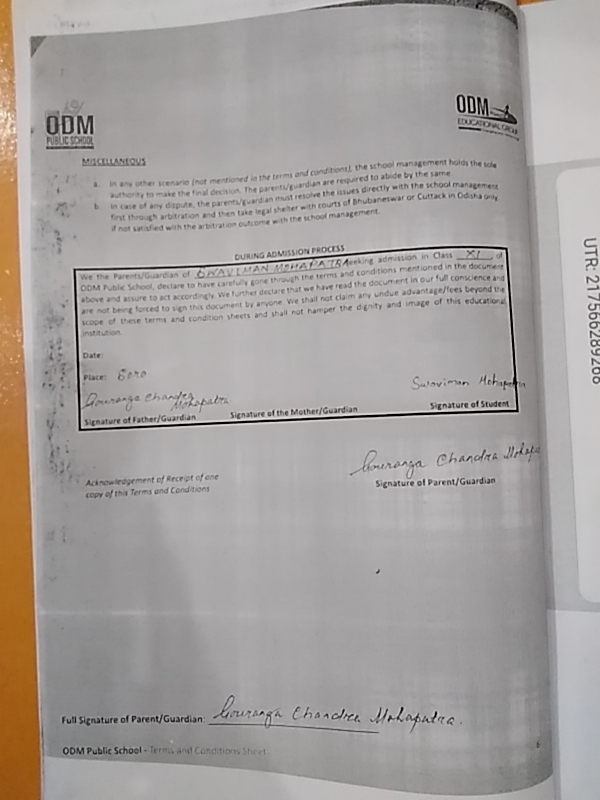 ODM
PUBLIC SCHOOL
ODM
EDUCATIONAL GROUP
MISCELLANEOUS
a. In any other scenario (not mentioned in the terms and conditions), the school management holds the sole
authority to make the final decision. The parents/guardian are required to abide by the same.
b. In case of any dispute, the parents/guardian must resolve the issues directly with the school management
first through arbitration and then take legal shelter with courts of Bhubaneswar or Cuttack in Odisha only,
if not satisfied with the arbitration outcome with the school management.
DURING ADMISSION PROCESS
We the Parents/Guardian of SWAVIMAN MOHAPATRA seeking admission in Class XI of
ODM Public School, declare to have carefully gone through the terms and conditions mentioned in the document
above and assure to act accordingly. We further declare that we have read the document in our full conscience and
are not being forced to sign this document by anyone. We shall not claim any undue advantage/fees beyond the
scope of these terms and condition sheets and shall not hamper the dignity and image of this educational
institution.
Date:
Place: Soro
Gouranga Chandra Mohapatra
Swaviman Mohapatra
Signature of Father/Guardian Signature of the Mother/Guardian Signature of Student
Gouranga Chandra Mohapa
Acknowledgement of Receipt of one
copy of this Terms and Conditions
Signature of Parent/Guardian
Full Signature of Parent/Guardian: Gouranga Chandra Mohapatra.
ODM Public School - Terms and Conditions Sheet
UTR: 217566289268